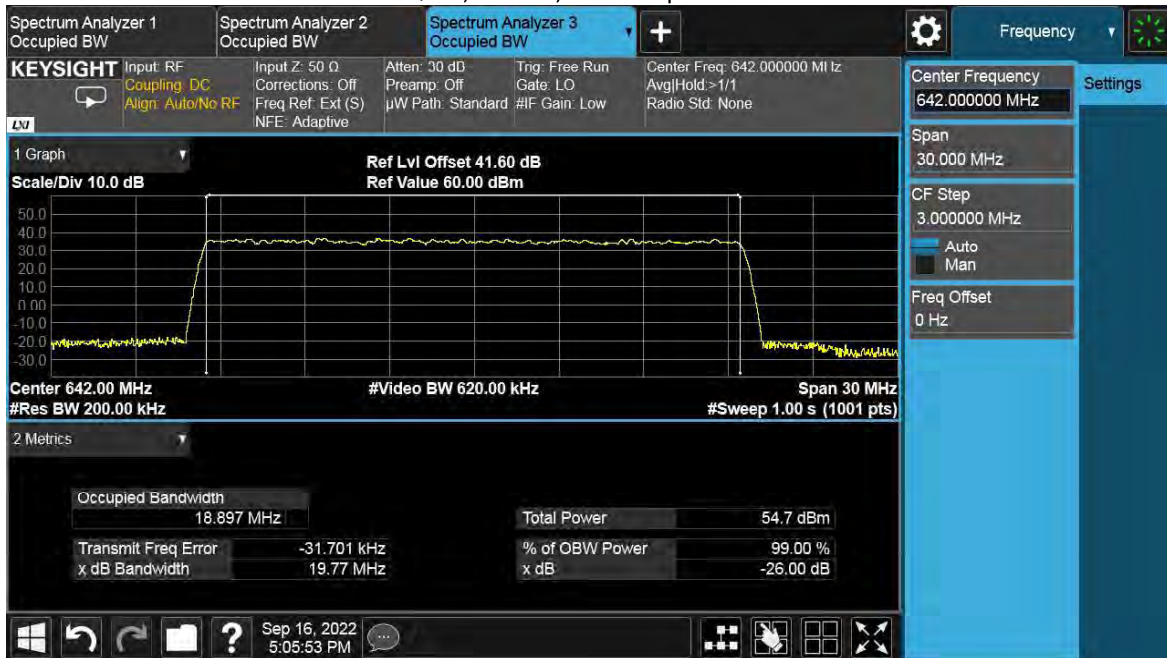 Spectrum Analyzer 1
Occupied BW
Spectrum Analyzer 2
Occupied BW
Spectrum Analyzer 3
Occupied BW
Frequency
KEYSIGHT
LXI
Input: RF
Coupling: DC
Align: Auto/No RF
Input Z: 50 Ω
Corrections: Off
Freq Ref: Ext (S)
NFE: Adaptive
Atten: 30 dB
Preamp: Off
µW Path: Standard
Trig: Free Run
Gate: LO
#IF Gain: Low
Center Freq: 642.000000 MHz
Avg|Hold:>1/1
Radio Std: None
Center Frequency
642.000000 MHz
Settings
Span
30.000 MHz
CF Step
3.000000 MHz
Auto
Man
Freq Offset
0 Hz
1 Graph
Scale/Div 10.0 dB
Ref Lvl Offset 41.60 dB
Ref Value 60.00 dBm
50.0
40.0
30.0
20.0
10.0
0.00
-10.0
-20.0
-30.0
Center 642.00 MHz
#Video BW 620.00 kHz
Span 30 MHz
#Res BW 200.00 kHz
#Sweep 1.00 s (1001 pts)
2 Metrics
Occupied Bandwidth
18.897 MHz
Total Power 54.7 dBm
Transmit Freq Error -31.701 kHz
% of OBW Power 99.00 %
x dB Bandwidth 19.77 MHz
x dB -26.00 dB
Sep 16, 2022
5:05:53 PM